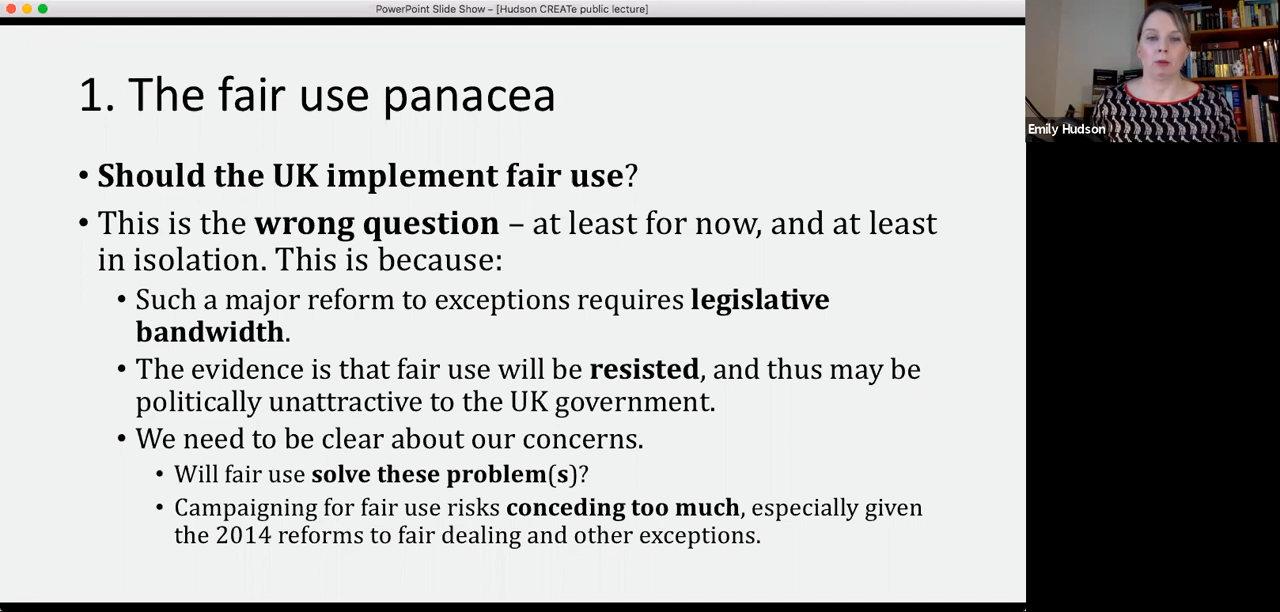 PowerPoint Slide Show – [Hudson CREATe public lecture]
1. The fair use panacea
• Should the UK implement fair use?
• This is the wrong question – at least for now, and at least
in isolation. This is because:
• Such a major reform to exceptions requires legislative
bandwidth.
• The evidence is that fair use will be resisted, and thus may be
politically unattractive to the UK government.
• We need to be clear about our concerns.
• Will fair use solve these problem(s)?
• Campaigning for fair use risks conceding too much, especially given
the 2014 reforms to fair dealing and other exceptions.
Emily Hudson